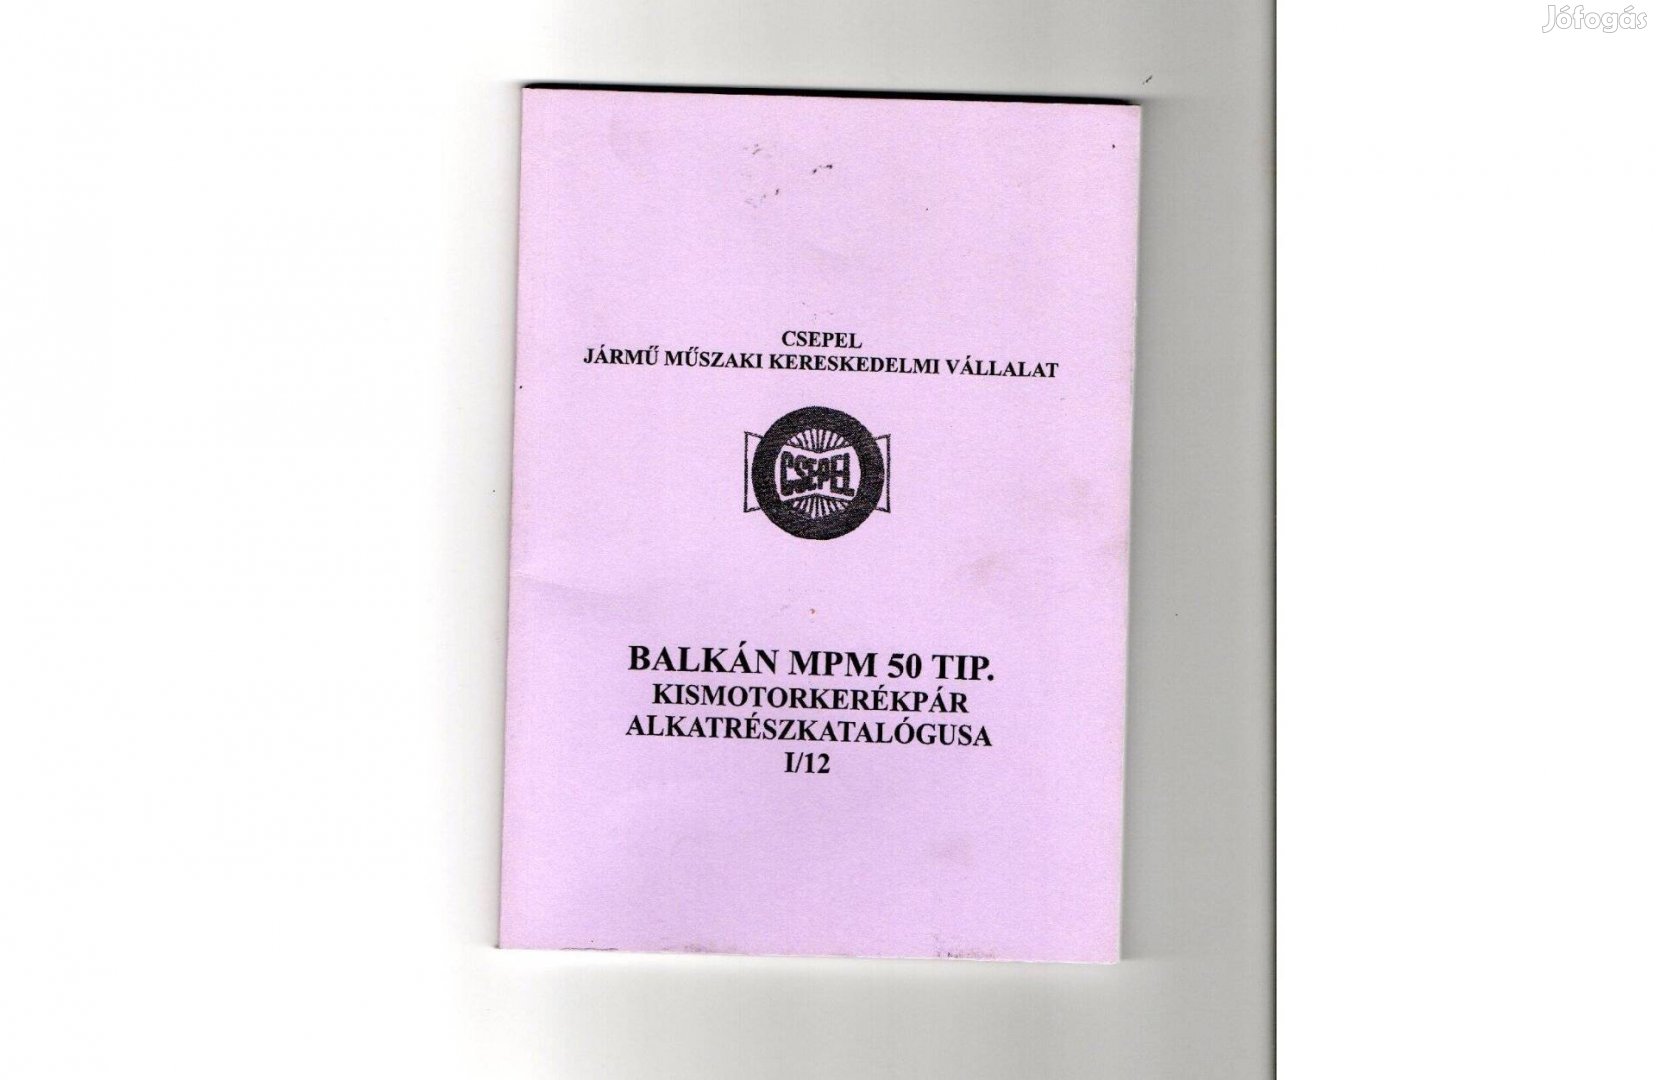 Jófogás
CSEPEL
JÁRMŰ MŰSZAKI KERESKEDELMI VÁLLALAT
CSEPEL
BALKÁN MPM 50 TIP.
KISMOTORKERÉKPÁR
ALKATRÉSZKATALÓGUSA
I/12